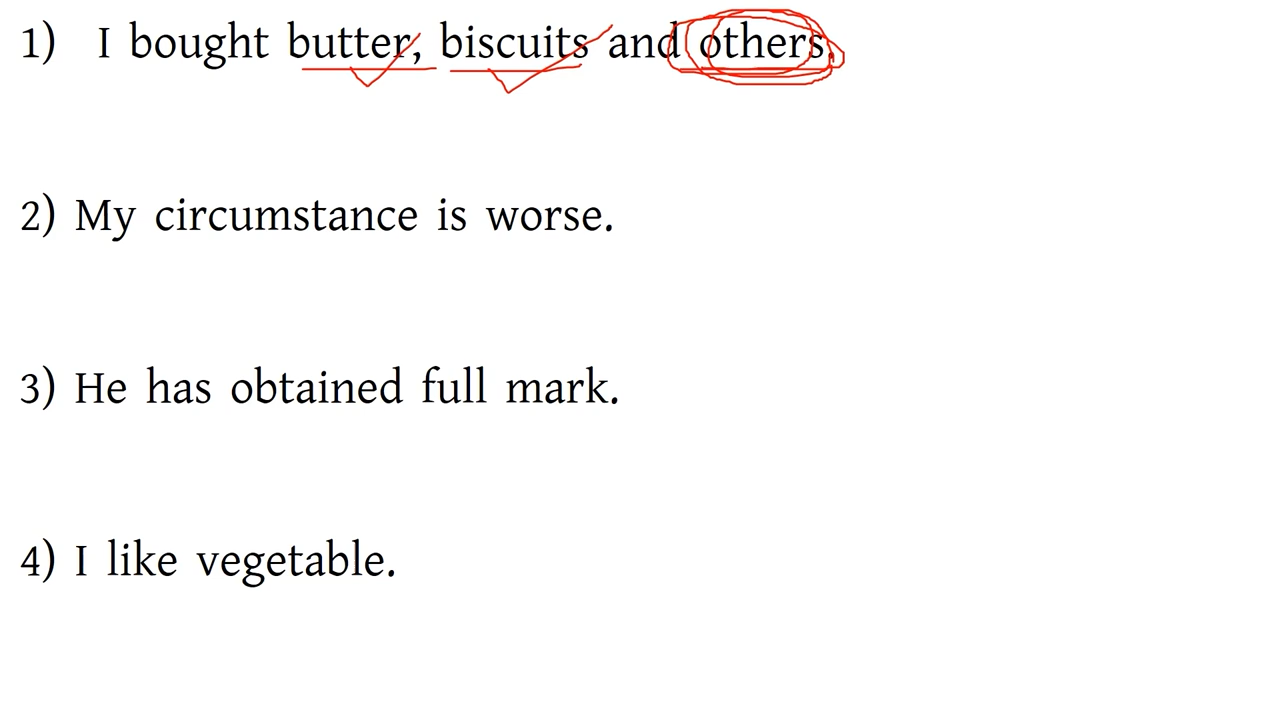 1) I bought butter, biscuits and others.
2) My circumstance is worse.
3) He has obtained full mark.
4) I like vegetable.